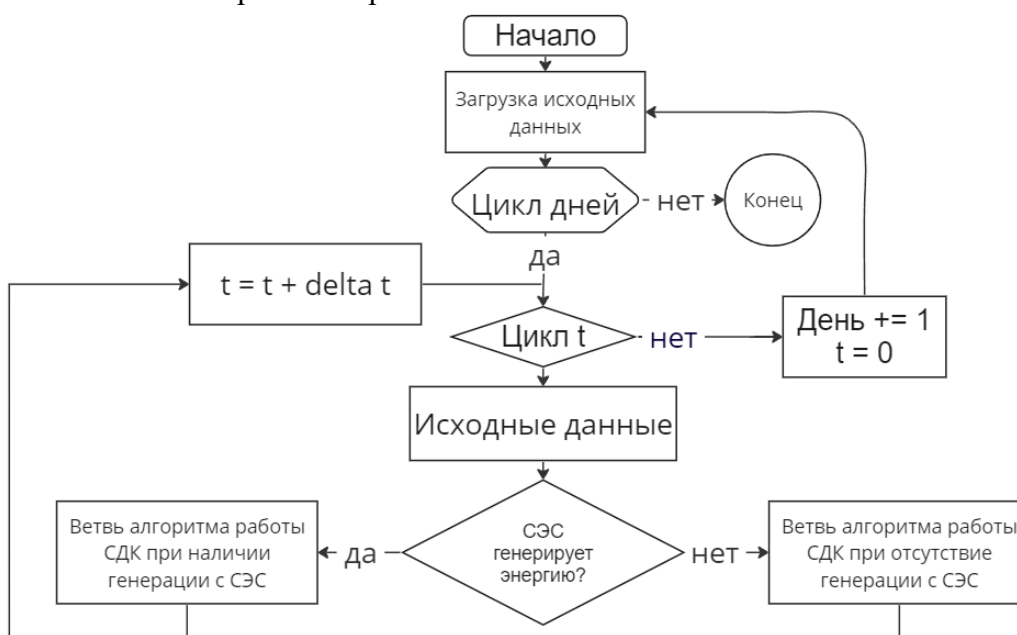 Начало
Загрузка исходных
данных
Цикл дней
нет
Конец
да
t = t + delta t
Цикл t
нет
День += 1
t = 0
Исходные данные
Ветвь алгоритма работы
СДК при наличии
генерации с СЭС
да
СЭС
генерирует
энергию?
нет
Ветвь алгоритма работы
СДК при отсутствие
генерации с СЭС